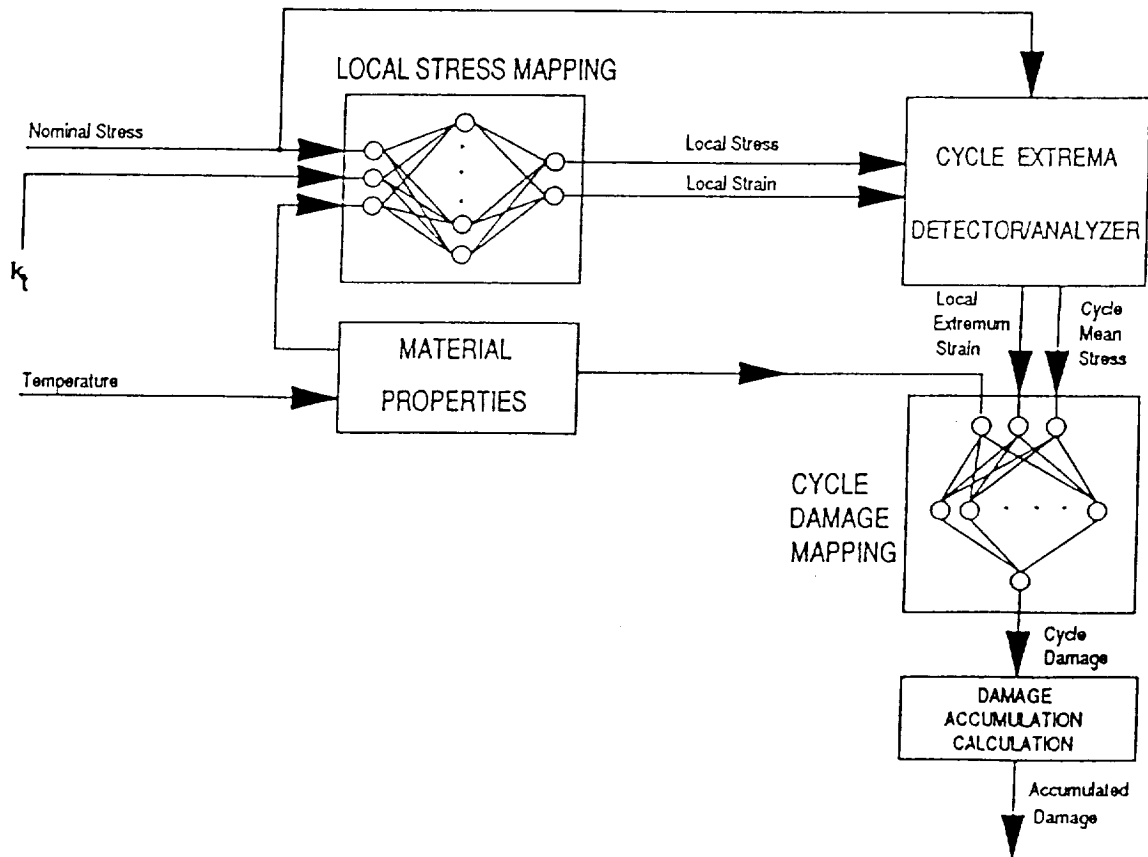 LOCAL STRESS MAPPING
Nominal Stress
Local Stress
Local Strain
CYCLE EXTREMA
DETECTOR/ANALYZER
kt
Local
Extremum
Strain
Cycle
Mean
Stress
MATERIAL
PROPERTIES
Temperature
CYCLE
DAMAGE
MAPPING
Cycle
Damage
DAMAGE
ACCUMULATION
CALCULATION
Accumulated
Damage